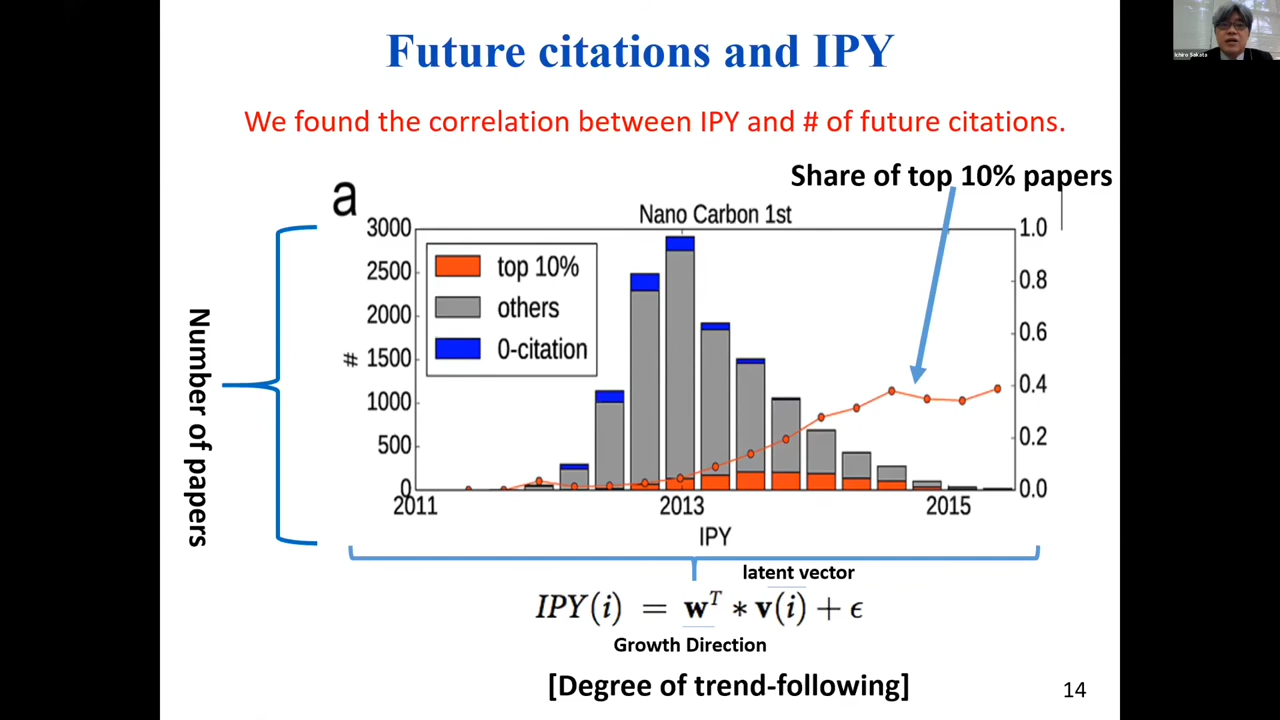 Future citations and IPY
Ichiro Sakata
We found the correlation between IPY and # of future citations.
Share of top 10% papers
a
Nano Carbon 1st
3000
2500
2000
1500
1000
500
0
#
top 10%
others
0-citation
1.0
0.8
0.6
0.4
0.2
0.0
2011
2013
2015
IPY
Number of papers
latent vector
IPY(i) = w^T * v(i) + ϵ
Growth Direction
[Degree of trend-following]
14